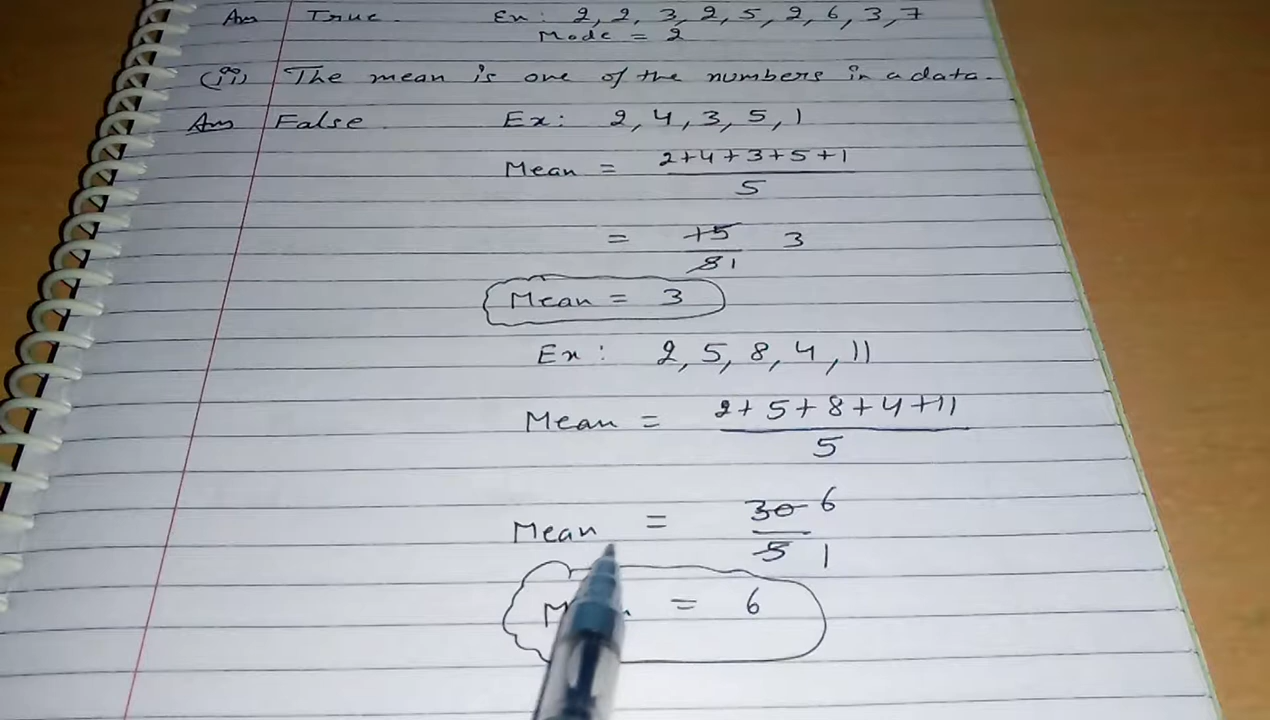 Ans True. Ex: 2, 2, 3, 2, 5, 2, 6, 3, 7
Mode = 2
(ii) The mean is one of the numbers in a data.
Ans False. Ex: 2, 4, 3, 5, 1
Mean = 2+4+3+5+1
5
= 15 3
5 1
Mean = 3
Ex: 2, 5, 8, 4, 11
Mean = 2+5+8+4+11
5
Mean = 30 6
5 1
= 6